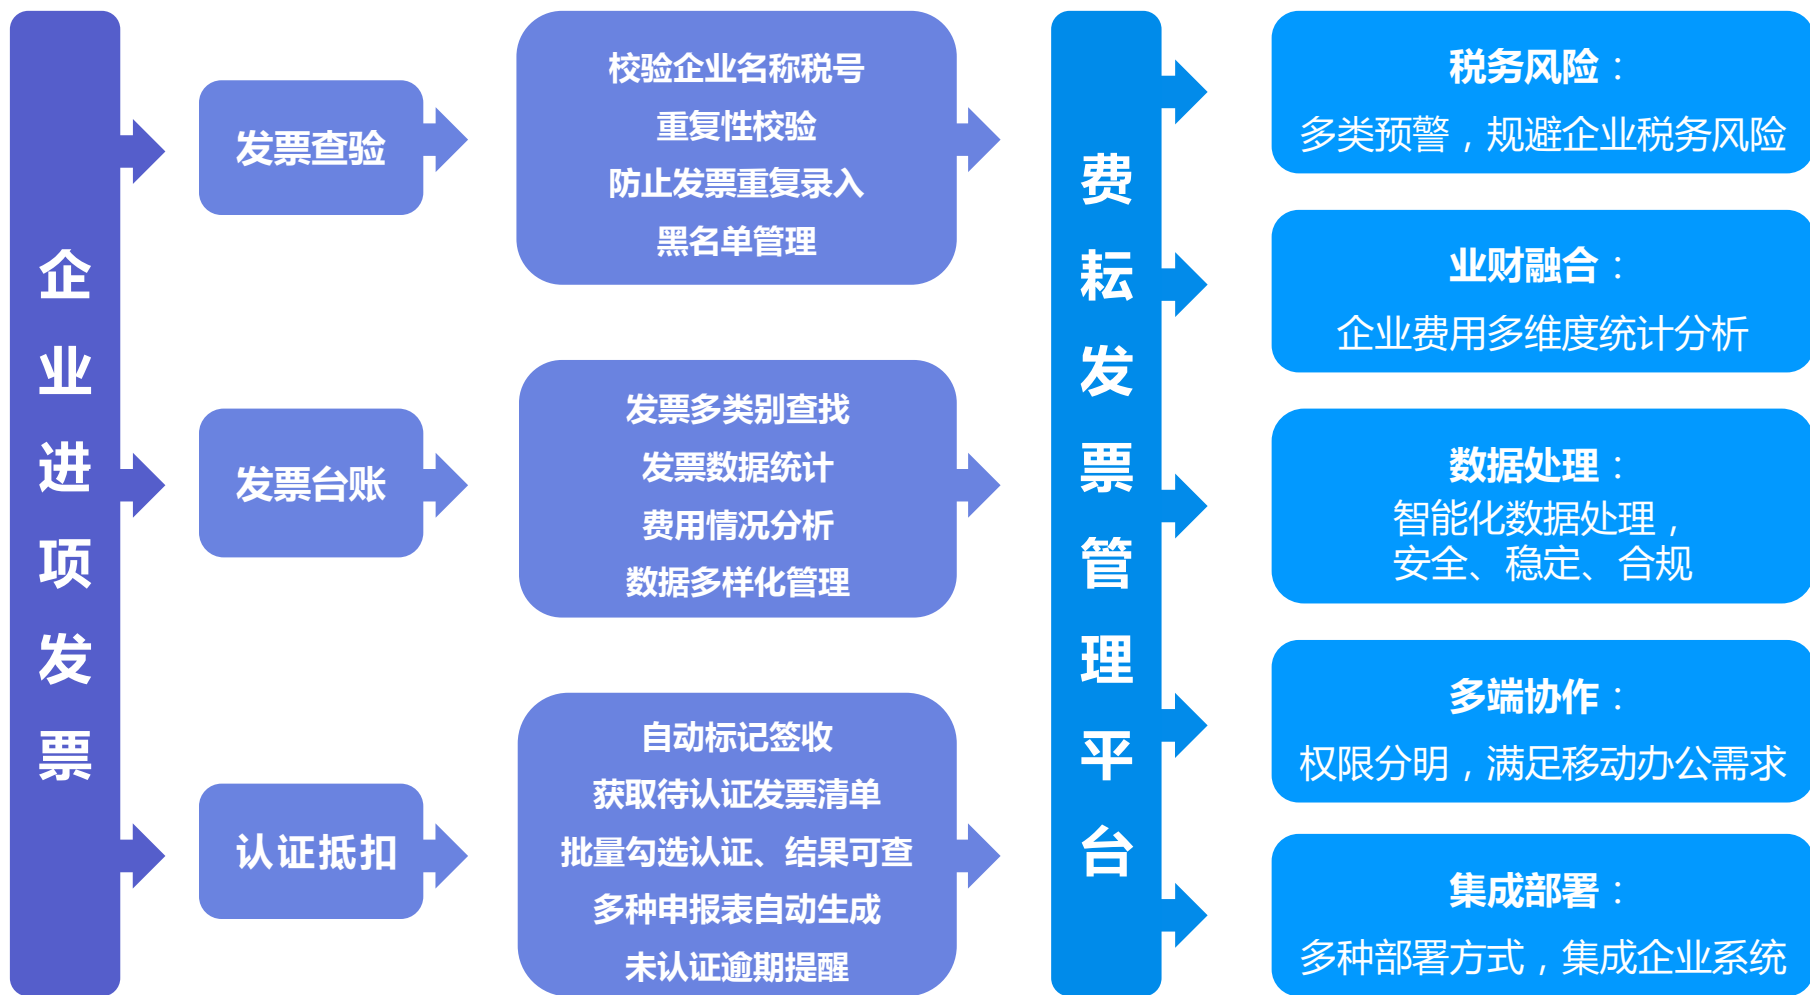 企业进项发票
发票查验
校验企业名称税号
重复性校验
防止发票重复录入
黑名单管理
发票台账
发票多类别查找
发票数据统计
费用情况分析
数据多样化管理
认证抵扣
自动标记签收
获取待认证发票清单
批量勾选认证、结果可查
多种申报表自动生成
未认证逾期提醒
费耘发票管理平台
税务风险：
多类预警，规避企业税务风险
业财融合：
企业费用多维度统计分析
数据处理：
智能化数据处理，
安全、稳定、合规
多端协作：
权限分明，满足移动办公需求
集成部署：
多种部署方式，集成企业系统